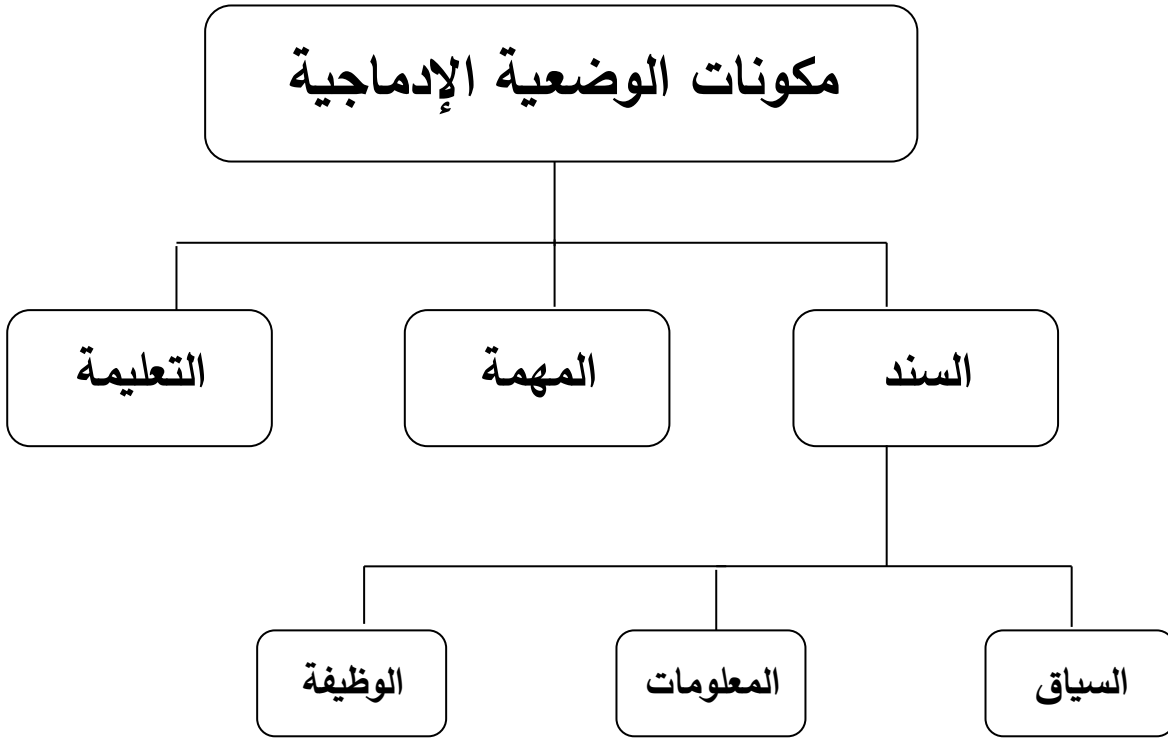 مكونات الوضعية الإدماجية
السند
المهمة
التعليمة
السياق
المعلومات
الوظيفة